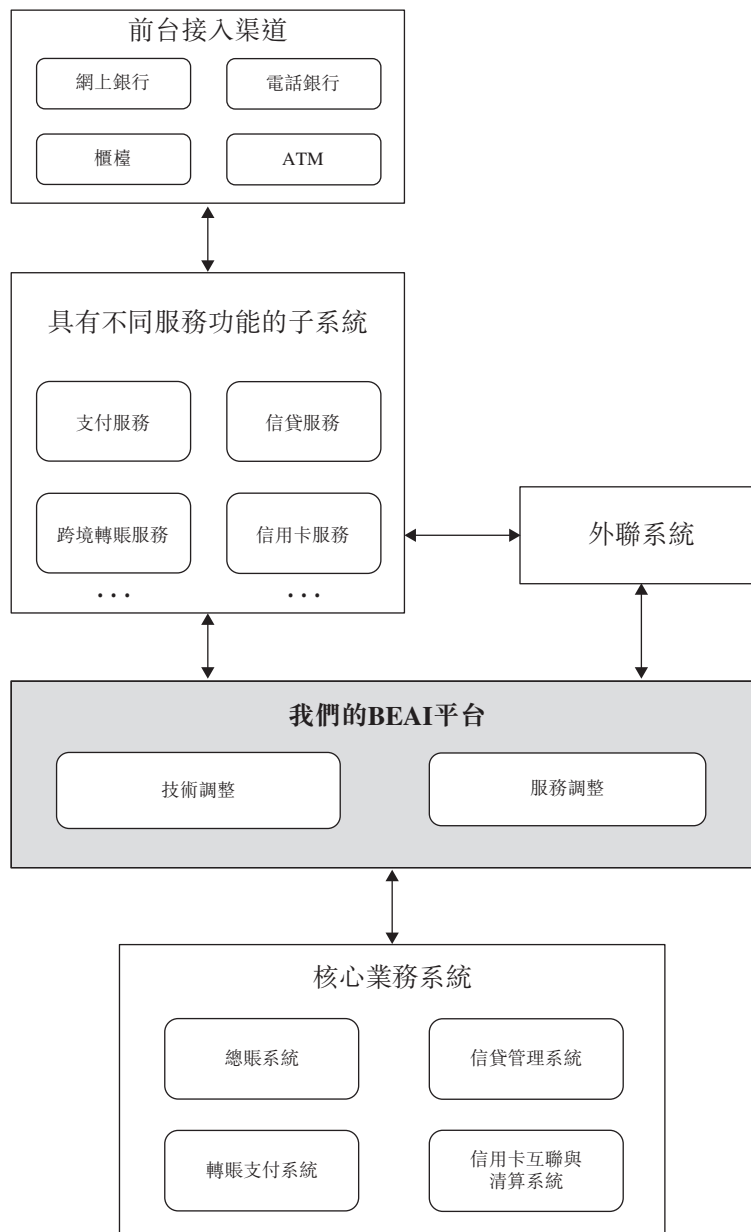 前台接入渠道
網上銀行
電話銀行
櫃檯
ATM
具有不同服務功能的子系統
支付服務
信貸服務
跨境轉賬服務
信用卡服務
...
...
外聯系統
我們的BEAI平台
技術調整
服務調整
核心業務系統
總賬系統
信貸管理系統
轉賬支付系統
信用卡互聯與
清算系統